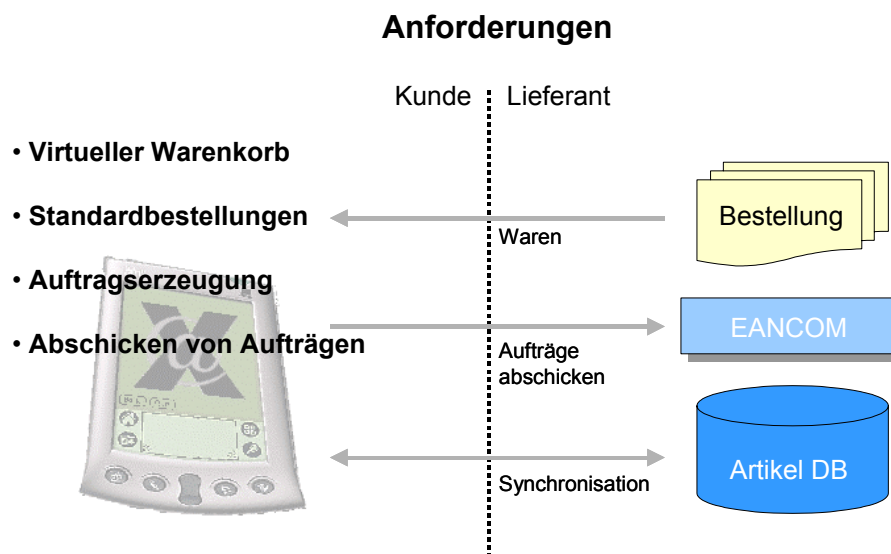 Anforderungen
Kunde
Lieferant
• Virtueller Warenkorb
• Standardbestellungen
• Auftragserzeugung
• Abschicken von Aufträgen
Waren
Bestellung
Aufträge
abschicken
EANCOM
Synchronisation
Artikel DB